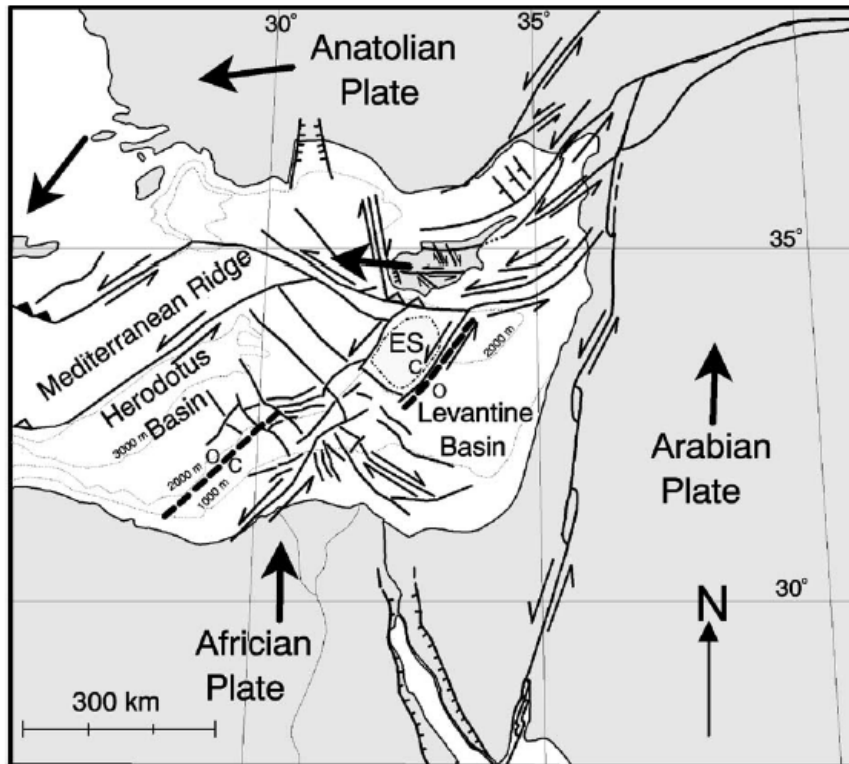 30°
35°
Anatolian
Plate
35°
Mediterranean Ridge
ES
C
O
2000 m
Herodotus
Basin
3000 m
Levantine
Basin
O
C
2000 m
1000 m
Arabian
Plate
30°
N
Africian
Plate
300 km